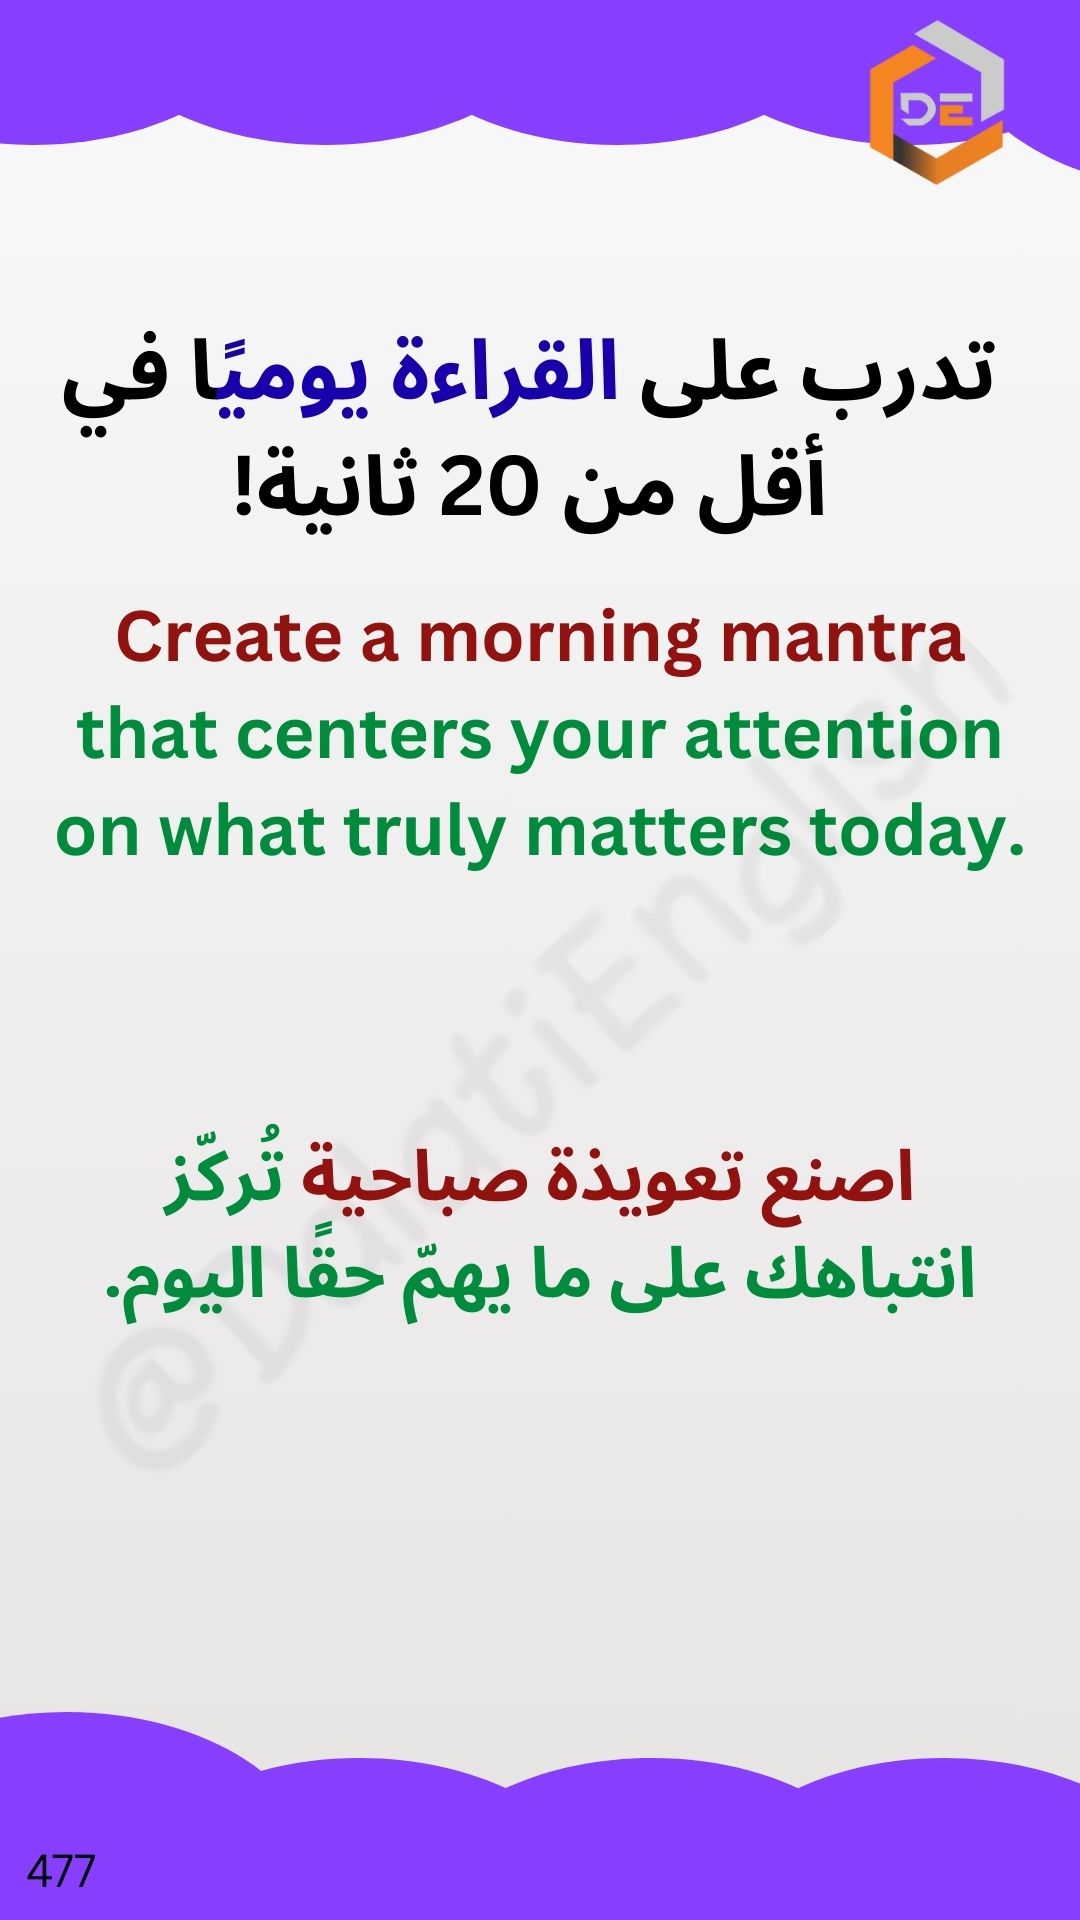 DE
تدرب على القراءة يوميًا في
أقل من 20 ثانية!
Create a morning mantra
that centers your attention
on what truly matters today.
اصنع تعويذة صباحية تُركّز
انتباهك على ما يهمّ حقًا اليوم.
@DalatiEnglish
477